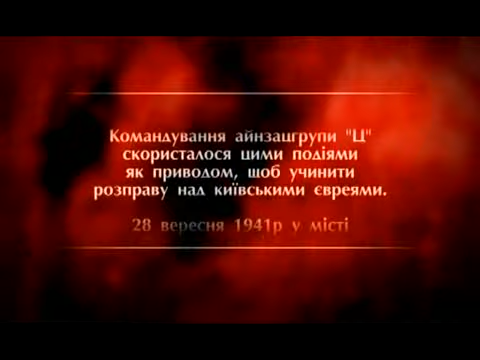 Командування айнзацгрупи "Ц"
скористалося цими подіями
як приводом, щоб учинити
розправу над київськими євреями.
28 вересня 1941р у місті